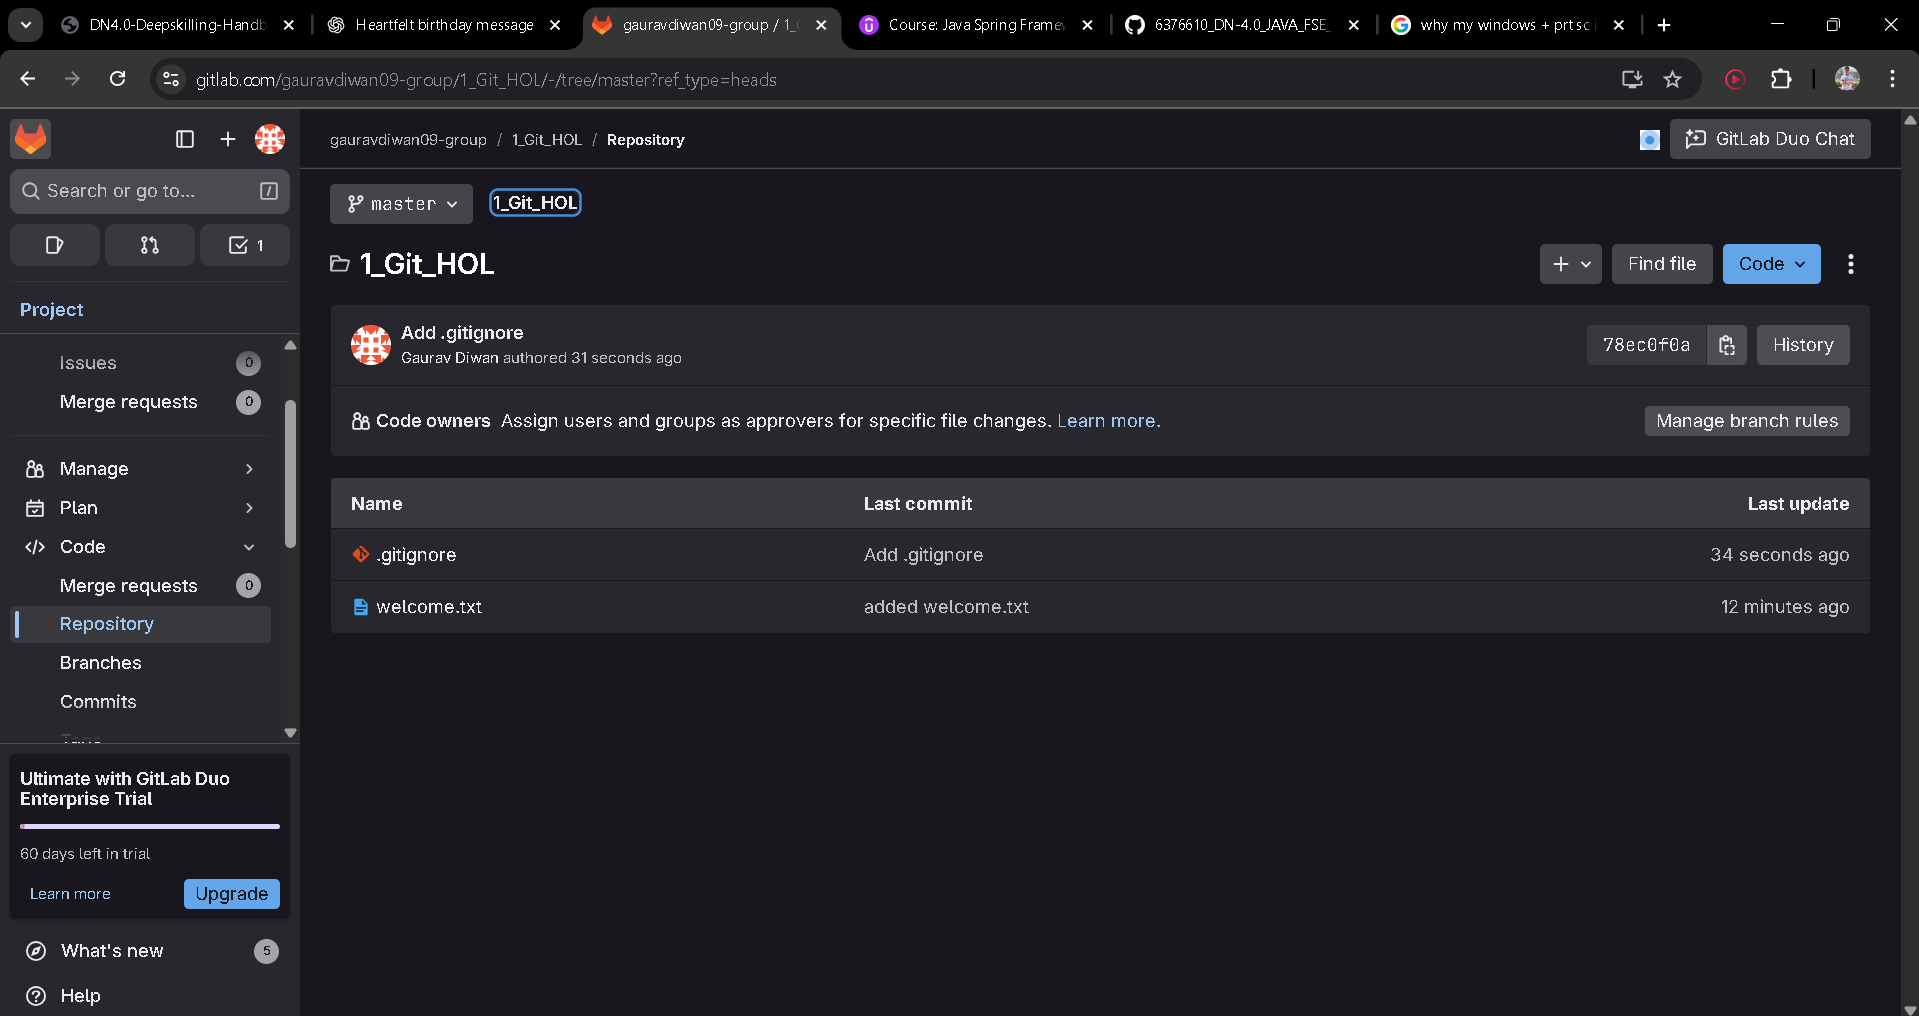 DN4.0-Deepskilling-Handb
Heartfelt birthday message
gauravdiwan09-group / 1_
Course: Java Spring Framew
6376610_DN-4.0_JAVA_FSE_
why my windows + prt sc
gitlab.com/gauravdiwan09-group/1_Git_HOL/-/tree/master?ref_type=heads
gauravdiwan09-group / 1_Git_HOL / Repository
GitLab Duo Chat
Search or go to...
/
1
Project
Issues 0
Merge requests 0
Manage
Plan
Code
Merge requests 0
Repository
Branches
Commits
Tags
Ultimate with GitLab Duo
Enterprise Trial
60 days left in trial
Learn more
Upgrade
What's new 5
Help
master
1_Git_HOL
1_Git_HOL
Find file
Code
Add .gitignore
Gaurav Diwan authored 31 seconds ago
78ec0f0a
History
Code owners Assign users and groups as approvers for specific file changes. Learn more.
Manage branch rules
Name Last commit Last update
.gitignore Add .gitignore 34 seconds ago
welcome.txt added welcome.txt 12 minutes ago